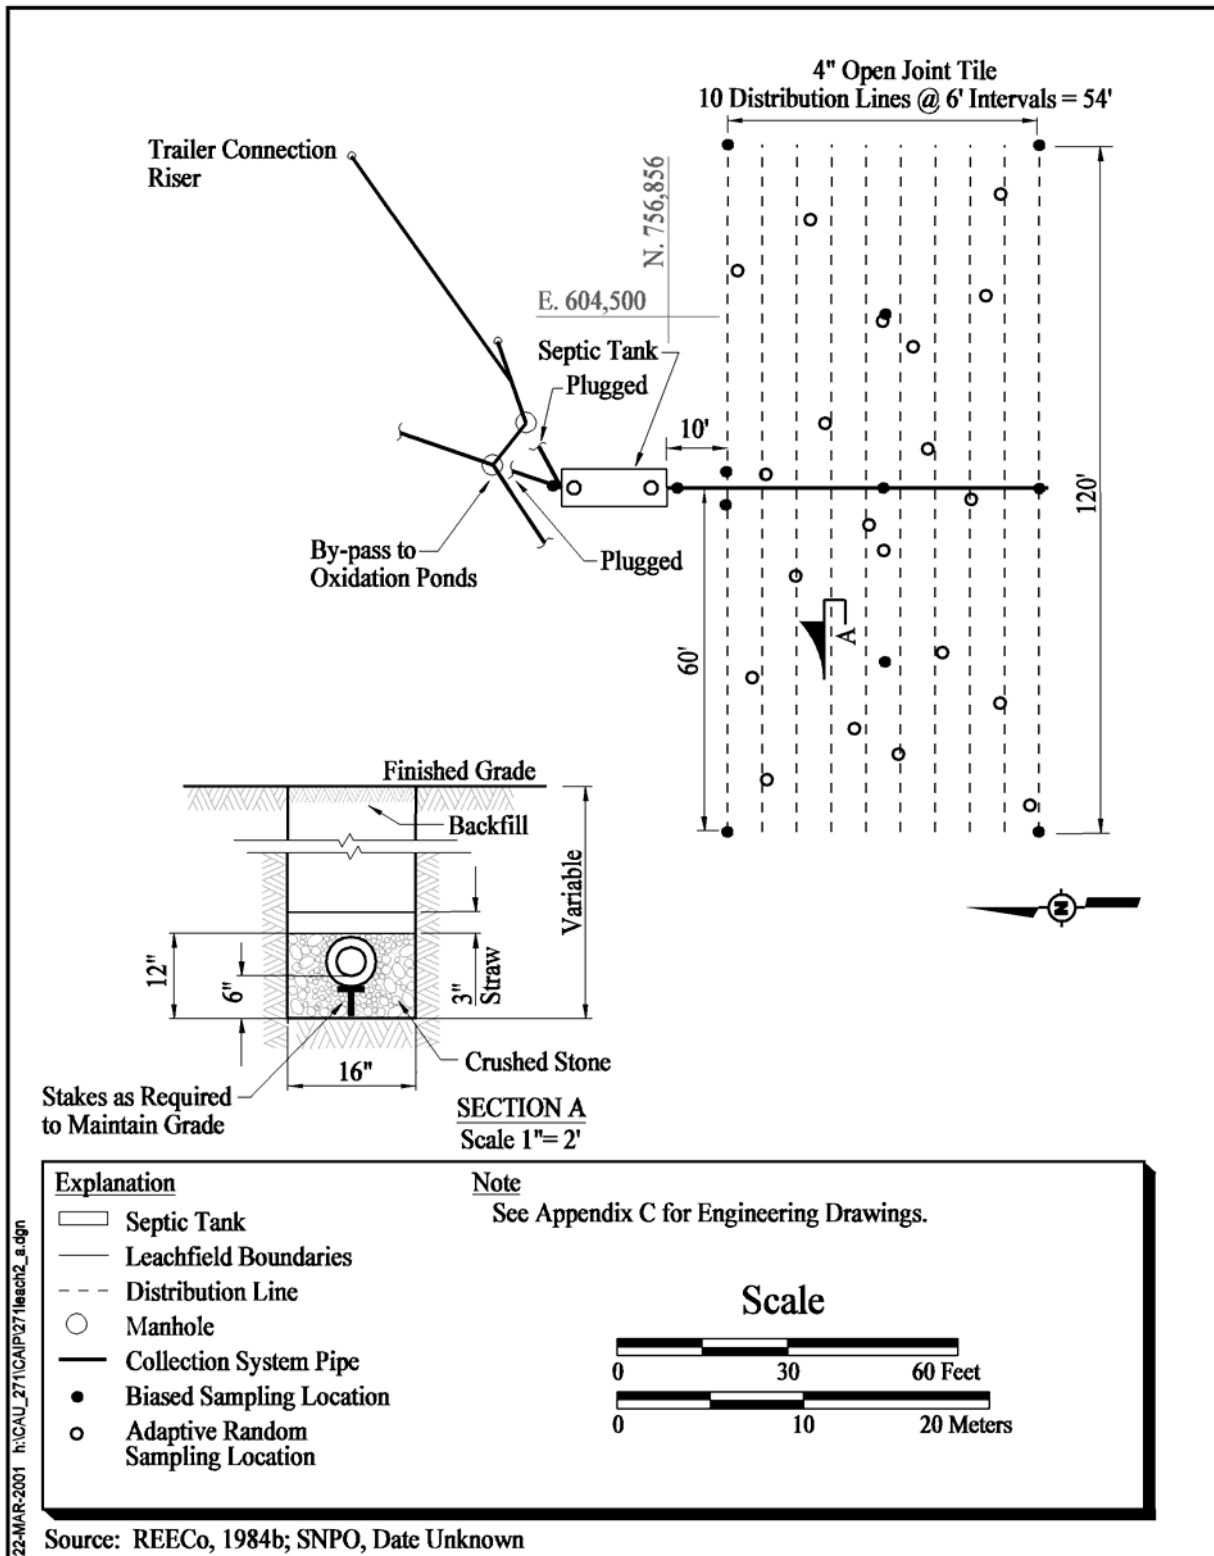 4" Open Joint Tile
10 Distribution Lines @ 6' Intervals = 54'
Trailer Connection
Riser
N. 756,856
E. 604,500
Septic Tank
Plugged
10'
120'
By-pass to
Oxidation Ponds
Plugged
A
60'
Finished Grade
Backfill
Variable
12"
6"
3"
Straw
N
16"
Crushed Stone
Stakes as Required
to Maintain Grade
SECTION A
Scale 1"= 2'
Explanation
Septic Tank
Leachfield Boundaries
Distribution Line
Manhole
Collection System Pipe
Biased Sampling Location
Adaptive Random
Sampling Location
Note
See Appendix C for Engineering Drawings.
Scale
0 30 60 Feet
0 10 20 Meters
22-MAR-2001 h:\CAU_271\CAIP\271leach2_a.dgn
Source: REECo, 1984b; SNPO, Date Unknown